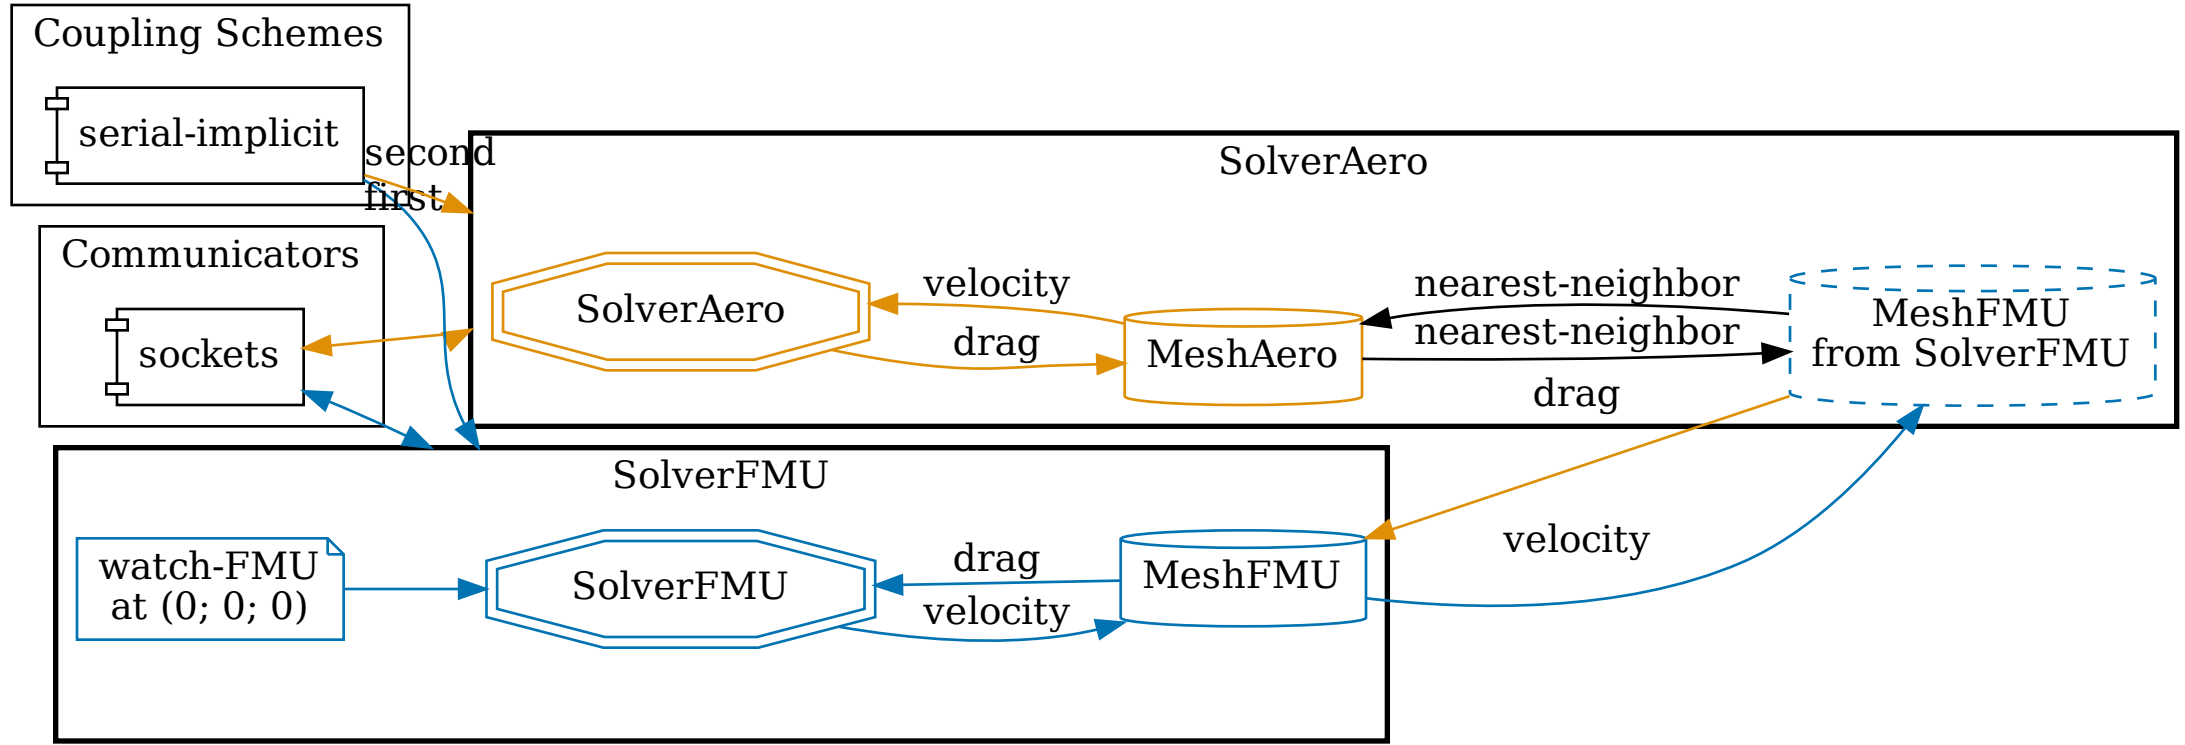 Coupling Schemes
serial-implicit
second
first
Communicators
sockets
SolverAero
SolverAero
velocity
drag
MeshAero
nearest-neighbor
nearest-neighbor
MeshFMU
from SolverFMU
drag
velocity
SolverFMU
watch-FMU
at (0; 0; 0)
SolverFMU
drag
velocity
MeshFMU